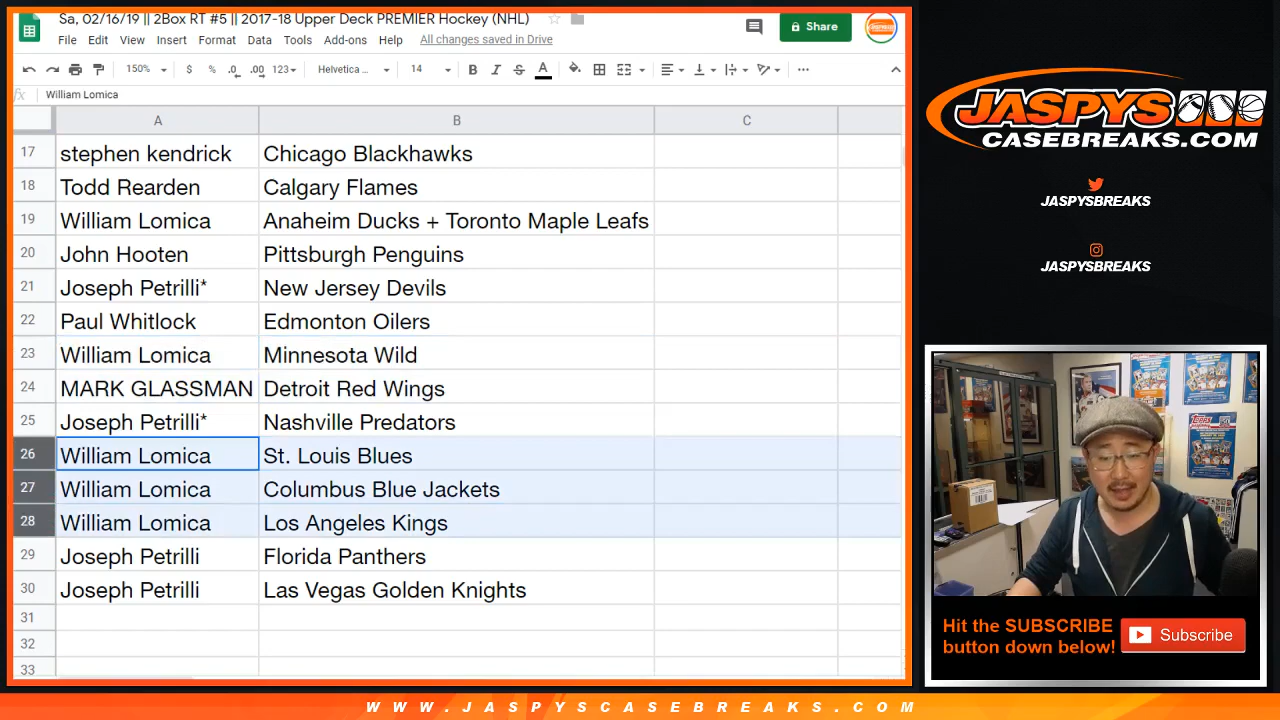 Sa, 02/16/19 || 2Box RT #5 || 2017-18 Upper Deck PREMIER Hockey (NHL)
File Edit View Insert Format Data Tools Add-ons Help All changes saved in Drive
Share
150% $ % .0 .00 123 Helvetica ... 14 B I S A
fx William Lomica
A B C
17 stephen kendrick Chicago Blackhawks
18 Todd Rearden Calgary Flames
19 William Lomica Anaheim Ducks + Toronto Maple Leafs
20 John Hooten Pittsburgh Penguins
21 Joseph Petrilli* New Jersey Devils
22 Paul Whitlock Edmonton Oilers
23 William Lomica Minnesota Wild
24 MARK GLASSMAN Detroit Red Wings
25 Joseph Petrilli* Nashville Predators
26 William Lomica St. Louis Blues
27 William Lomica Columbus Blue Jackets
28 William Lomica Los Angeles Kings
29 Joseph Petrilli Florida Panthers
30 Joseph Petrilli Las Vegas Golden Knights
31
32
33
JASPYS
CASEBREAKS.COM
JASPYSBREAKS
JASPYSBREAKS
Hit the SUBSCRIBE
button down below!
Subscribe
WWW.JASPYSCASEBREAKS.COM